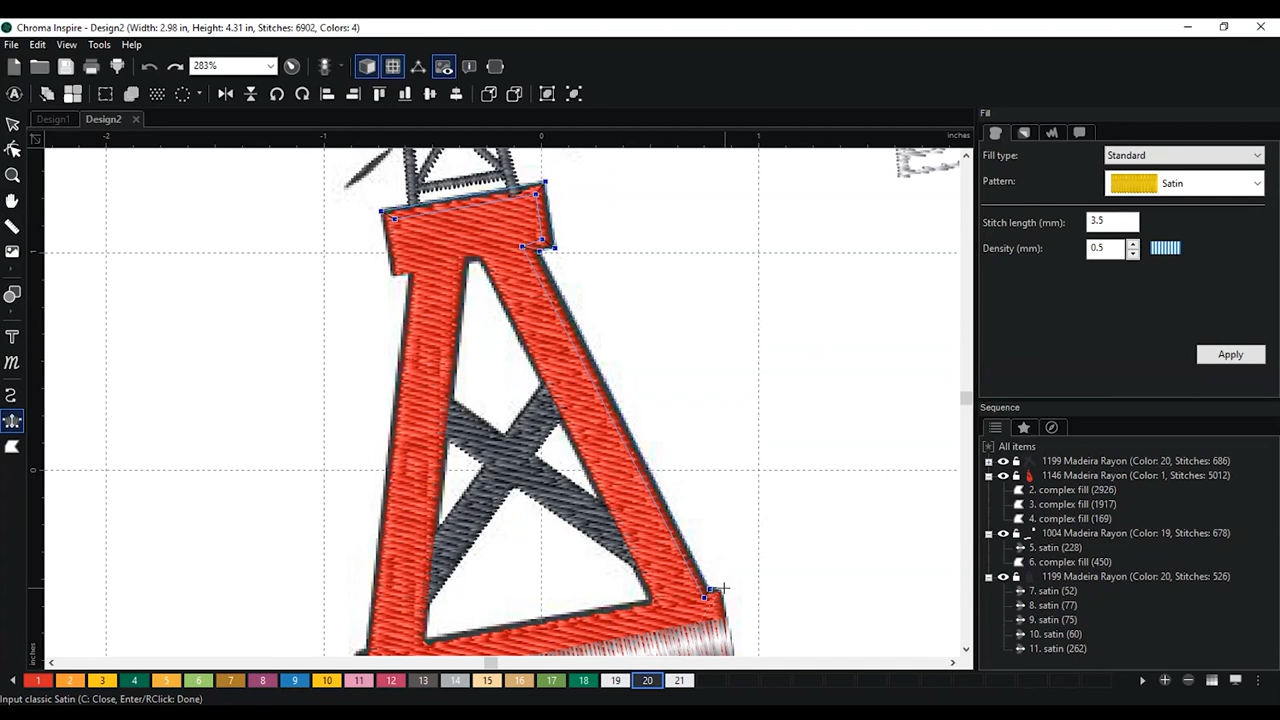 Chroma Inspire - Design2 (Width: 2.98 in, Height: 4.31 in, Stitches: 6902, Colors: 4)
File Edit View Tools Help
283%
Design1 Design2
Fill
-2 -1 0 1 inches
Fill type: Standard
Pattern: Satin
Stitch length (mm): 3.5
Density (mm): 0.5
1
Apply
Sequence
All items
1199 Madeira Rayon (Color: 20, Stitches: 686)
0
1146 Madeira Rayon (Color: 1, Stitches: 5012)
2. complex fill (2926)
3. complex fill (1917)
4. complex fill (169)
1004 Madeira Rayon (Color: 19, Stitches: 678)
5. satin (228)
6. complex fill (450)
1199 Madeira Rayon (Color: 20, Stitches: 526)
7. satin (52)
8. satin (77)
9. satin (75)
10. satin (60)
11. satin (262)
inches
1 2 3 4 5 6 7 8 9 10 11 12 13 14 15 16 17 18 19 20 21
Input classic Satin (C: Close, Enter/RClick: Done)